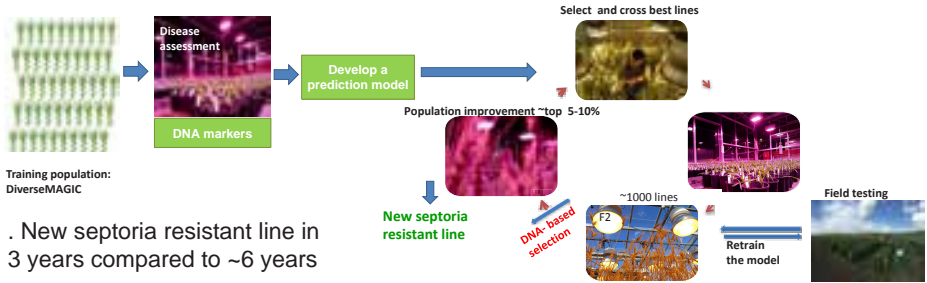 Select and cross best lines
Disease
assessment
Develop a
prediction model
Population improvement ~top 5-10%
DNA markers
Training population:
DiverseMAGIC
~1000 lines
Field testing
F2
New septoria
resistant line
DNA- based
selection
Retrain
the model
. New septoria resistant line in
3 years compared to ~6 years